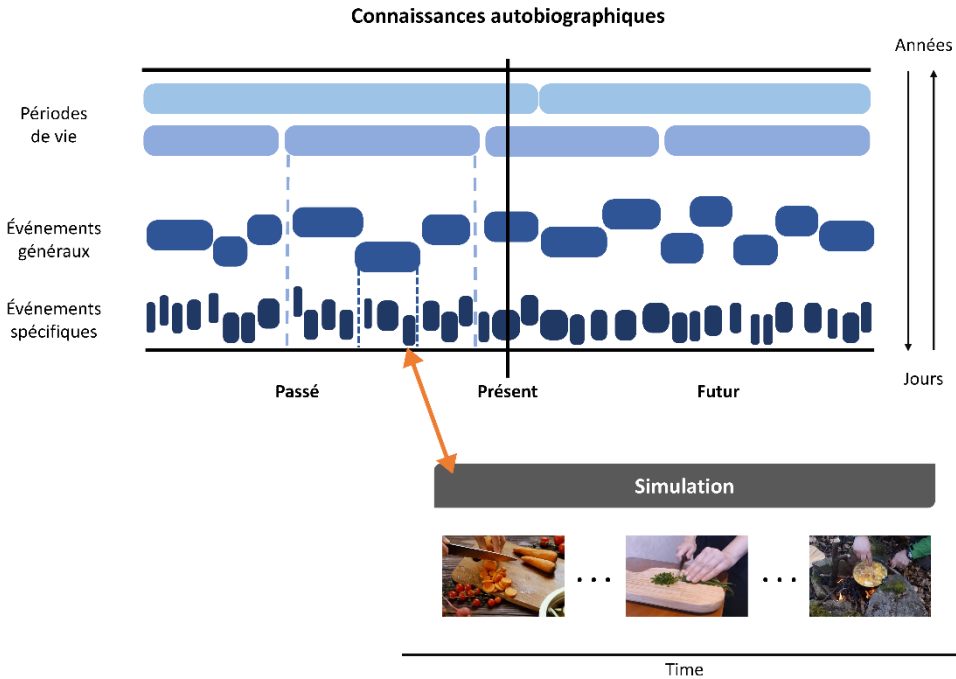 Connaissances autobiographiques
Années
Périodes
de vie
Événements
généraux
Événements
spécifiques
Jours
Passé
Présent
Futur
Simulation
Time